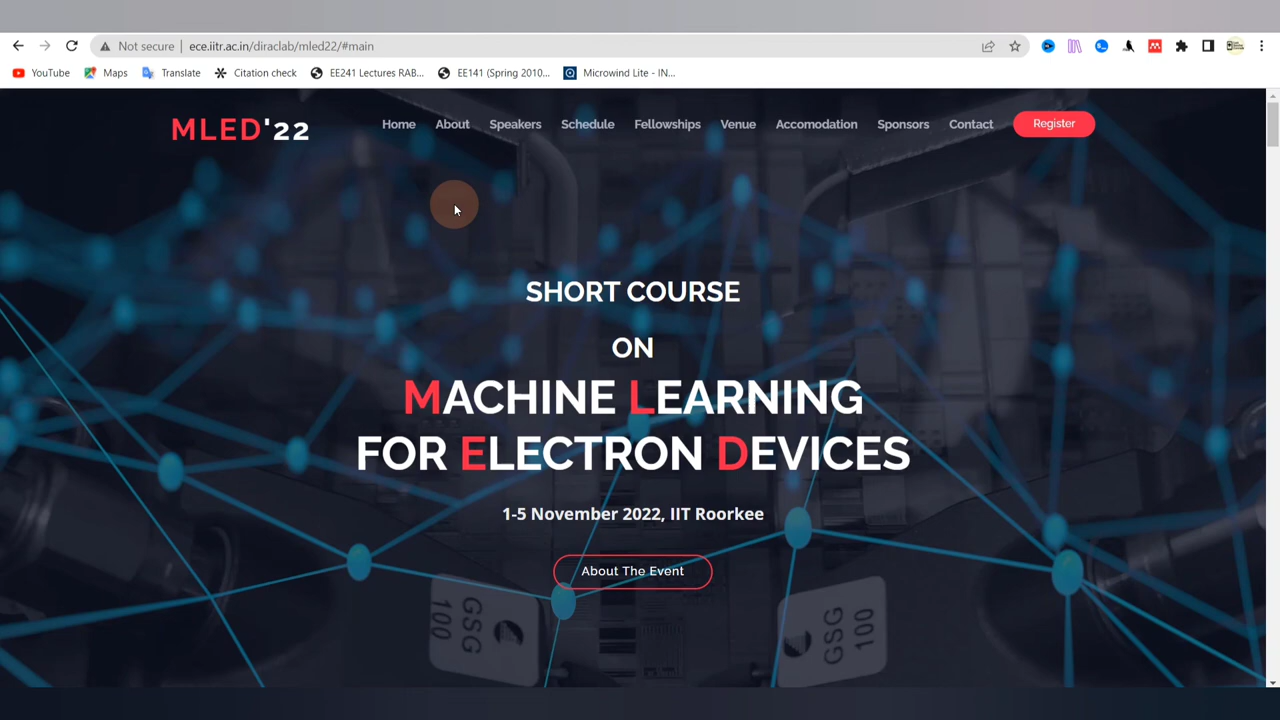 Not secure | ece.iitr.ac.in/diraclab/mled22/#main
YouTube Maps Translate Citation check EE241 Lectures RAB... EE141 (Spring 2010... Microwind Lite - IN...
MLED'22 Home About Speakers Schedule Fellowships Venue Accomodation Sponsors Contact Register
SHORT COURSE
ON
MACHINE LEARNING
FOR ELECTRON DEVICES
1-5 November 2022, IIT Roorkee
About The Event
GSG
100
GSG
100